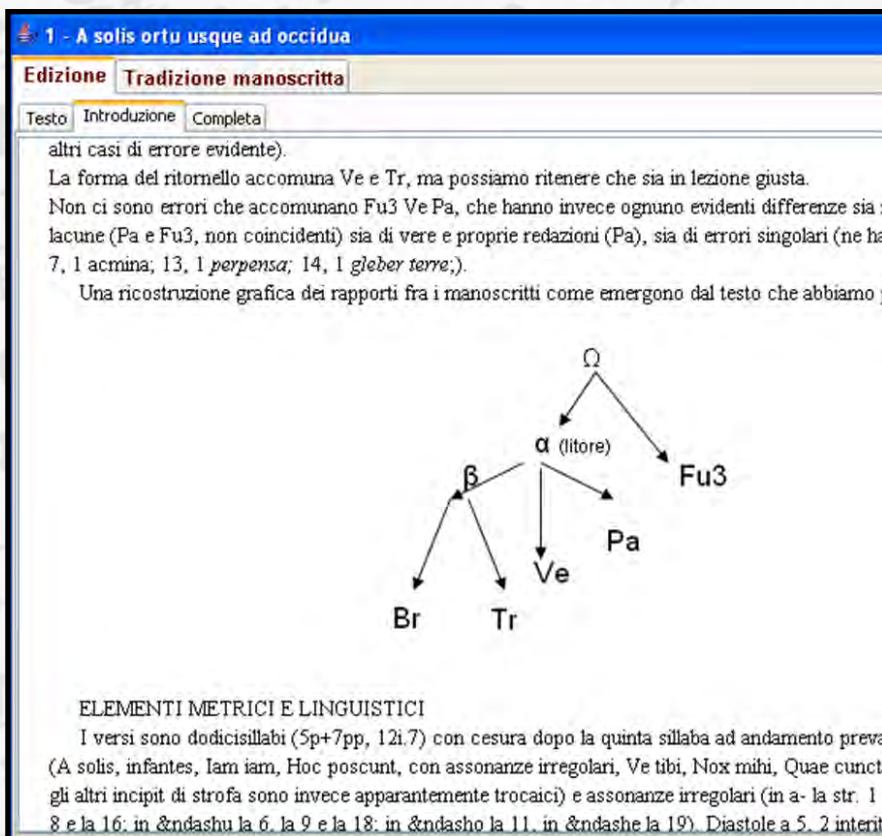 1 - A solis ortu usque ad occidua
Edizione Tradizione manoscritta
Testo Introduzione Completa
altri casi di errore evidente).
La forma del ritornello accomuna Ve e Tr, ma possiamo ritenere che sia in lezione giusta.
Non ci sono errori che accomunano Fu3 Ve Pa, che hanno invece ognuno evidenti differenze sia
lacune (Pa e Fu3, non coincidenti) sia di vere e proprie redazioni (Pa), sia di errori singolari (ne ha
7, 1 acmina; 13, 1 perpensa; 14, 1 gleber terre;).
Una ricostruzione grafica dei rapporti fra i manoscritti come emergono dal testo che abbiamo
Ω
α (litore)
β
Fu3
Pa
Ve
Br Tr
ELEMENTI METRICI E LINGUISTICI
I versi sono dodicisillabi (5p+7pp, 12i.7) con cesura dopo la quinta sillaba ad andamento preva
(A solis, infantes, Iam iam, Hoc poscunt, con assonanze irregolari, Ve tibi, Nox mihi, Quae cunct
gli altri incipit di strofa sono invece apparantemente trocaici) e assonanze irregolari (in a- la str. 1
8 e la 16; in &ndashu la 6, la 9 e la 18; in &ndasho la 11, in &ndashe la 19). Diastole a 5, 2 interit